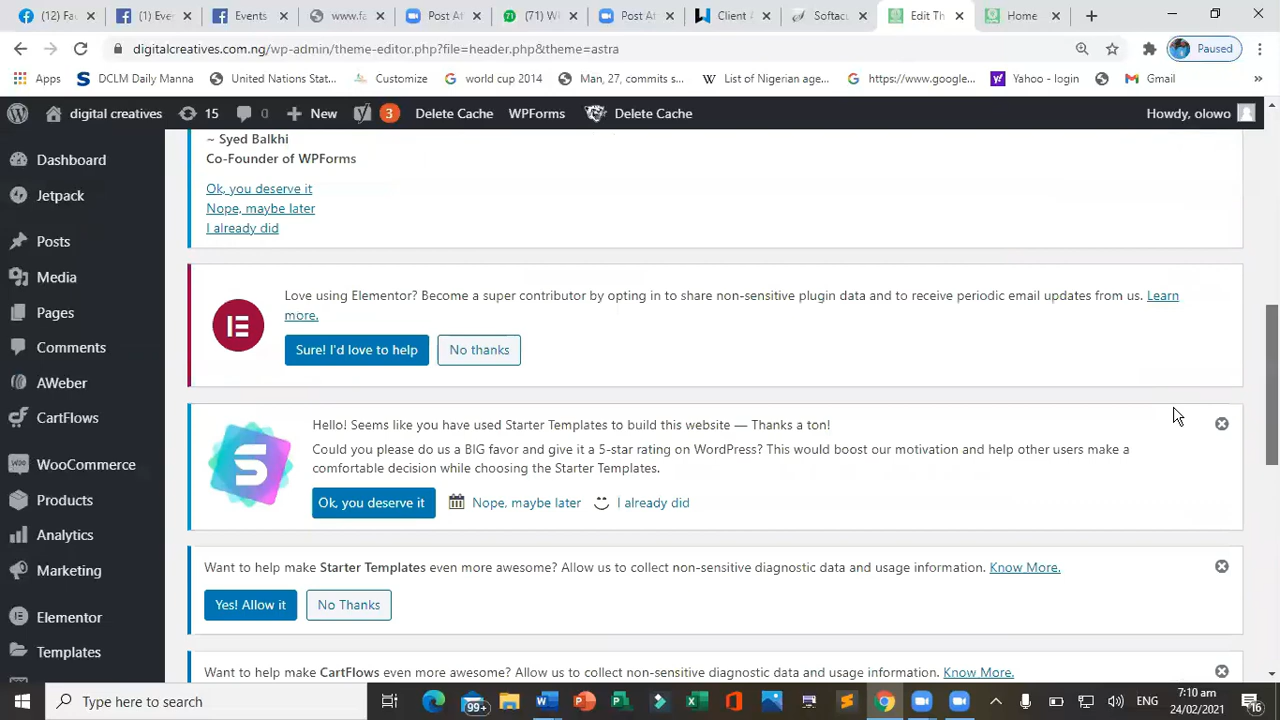 (12) Fac
(1) Eve
Events
www.fa
Post At
(71) W
Post At
Client A
Softacu
Edit Th
Home
digitalcreatives.com.ng/wp-admin/theme-editor.php?file=header.php&theme=astra
Paused
Apps
DCLM Daily Manna
United Nations Stat...
Customize
world cup 2014
Man, 27, commits s...
List of Nigerian age...
https://www.google...
Yahoo - login
Gmail
»
digital creatives
15
0
New
3
Delete Cache
WPForms
Delete Cache
Howdy, olowo
Dashboard
Jetpack
Posts
Media
Pages
Comments
AWeber
CartFlows
WooCommerce
Products
Analytics
Marketing
Elementor
Templates
~ Syed Balkhi
Co-Founder of WPForms
Ok, you deserve it
Nope, maybe later
I already did
Love using Elementor? Become a super contributor by opting in to share non-sensitive plugin data and to receive periodic email updates from us. Learn
more.
Sure! I'd love to help
No thanks
Hello! Seems like you have used Starter Templates to build this website — Thanks a ton!
Could you please do us a BIG favor and give it a 5-star rating on WordPress? This would boost our motivation and help other users make a
comfortable decision while choosing the Starter Templates.
Ok, you deserve it
Nope, maybe later
I already did
Want to help make Starter Templates even more awesome? Allow us to collect non-sensitive diagnostic data and usage information. Know More.
Yes! Allow it
No Thanks
Want to help make CartFlows even more awesome? Allow us to collect non-sensitive diagnostic data and usage information. Know More.
Type here to search
99+
ENG
7:10 am
24/02/2021
16